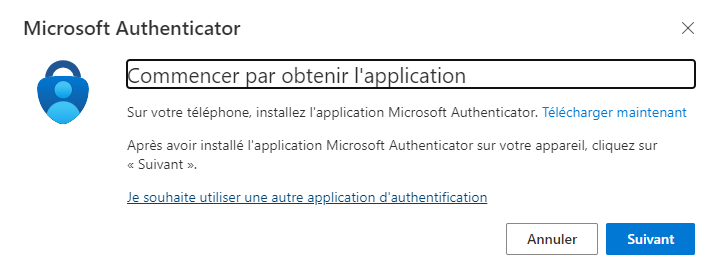 Microsoft Authenticator
Commencer par obtenir l'application
Sur votre téléphone, installez l'application Microsoft Authenticator. Télécharger maintenant
Après avoir installé l'application Microsoft Authenticator sur votre appareil, cliquez sur
« Suivant ».
Je souhaite utiliser une autre application d'authentification
Annuler Suivant